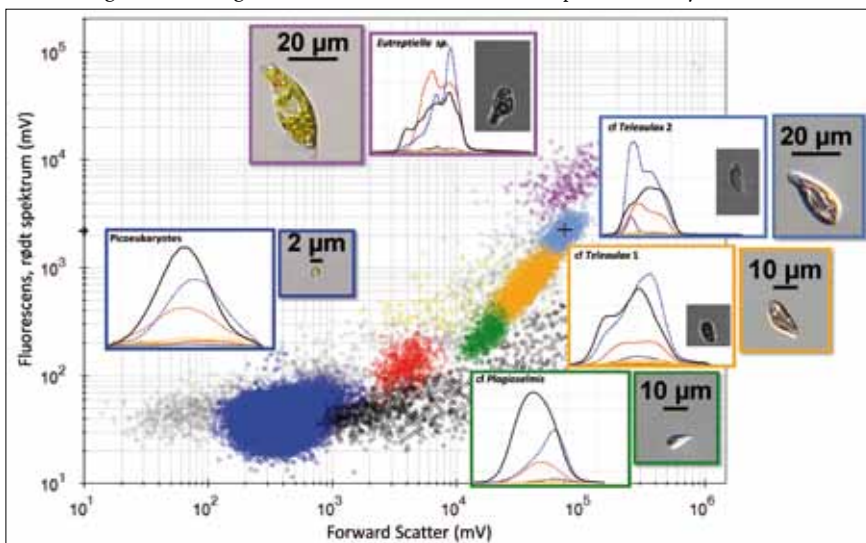 20 µm
Eutreptiella sp.
cf Teleaulax 2
20 µm
Picoeukaryotes
2 µm
cf Teleaulax 1
10 µm
cf Plagioselmis
10 µm
Fluorescens, rødt spektrum (mV)
10⁵
10⁴
10³
10²
10¹
10¹
10²
10³
10⁴
10⁵
10⁶
Forward Scatter (mV)